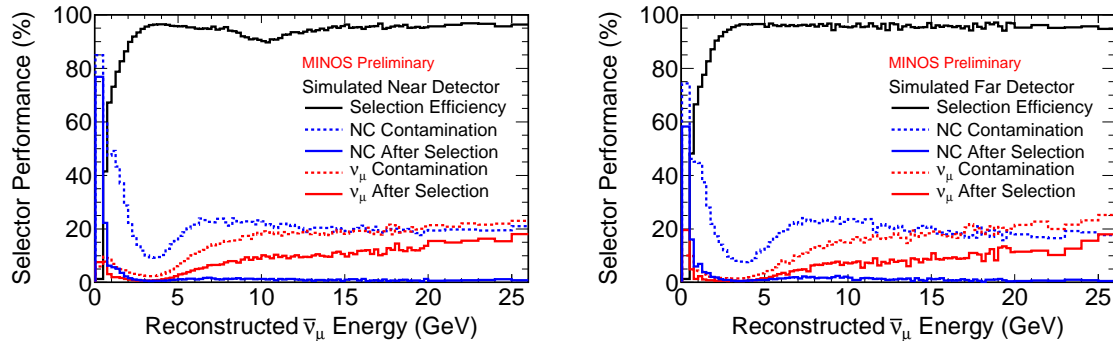 Selector Performance (%)
100
80
60
40
20
0
MINOS Preliminary
Simulated Near Detector
Selection Efficiency
NC Contamination
NC After Selection
νμ Contamination
νμ After Selection
0 5 10 15 20 25
Reconstructed ν̅μ Energy (GeV)
Selector Performance (%)
100
80
60
40
20
0
MINOS Preliminary
Simulated Far Detector
Selection Efficiency
NC Contamination
NC After Selection
νμ Contamination
νμ After Selection
0 5 10 15 20 25
Reconstructed ν̅μ Energy (GeV)